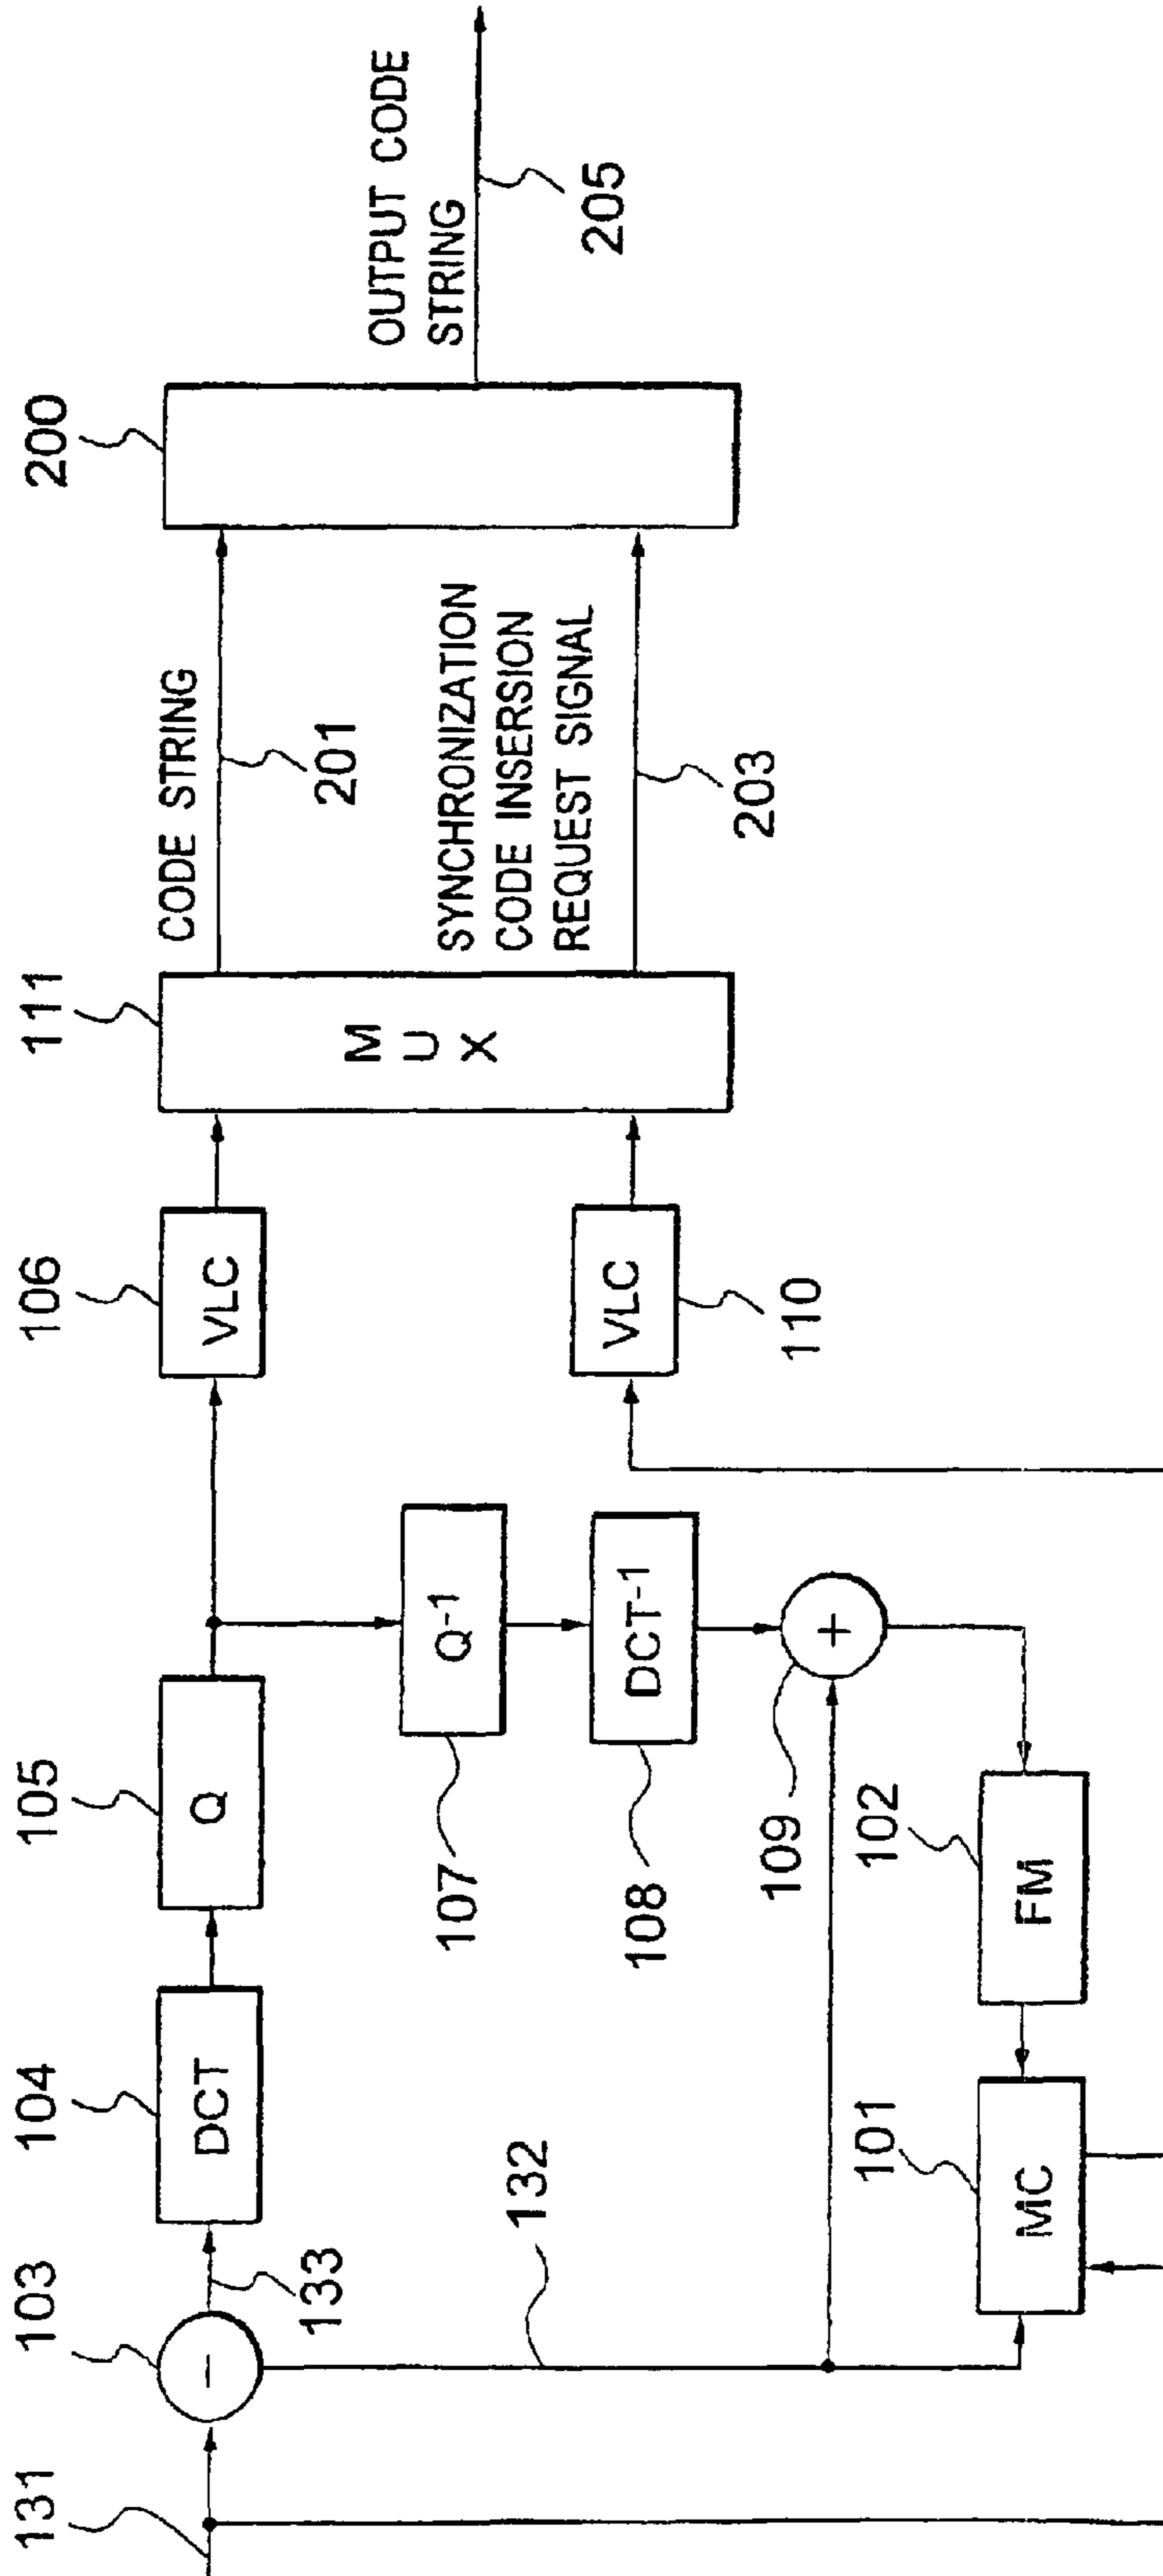 131
103
133
132
104
DCT
105
Q
106
VLC
111
MUX
CODE STRING
201
SYNCHRONIZATION
CODE INSERSION
REQUEST SIGNAL
203
200
OUTPUT CODE
STRING
205
Q-1
107
DCT-1
108
VLC
110
+
109
102
FM
101
MC
-